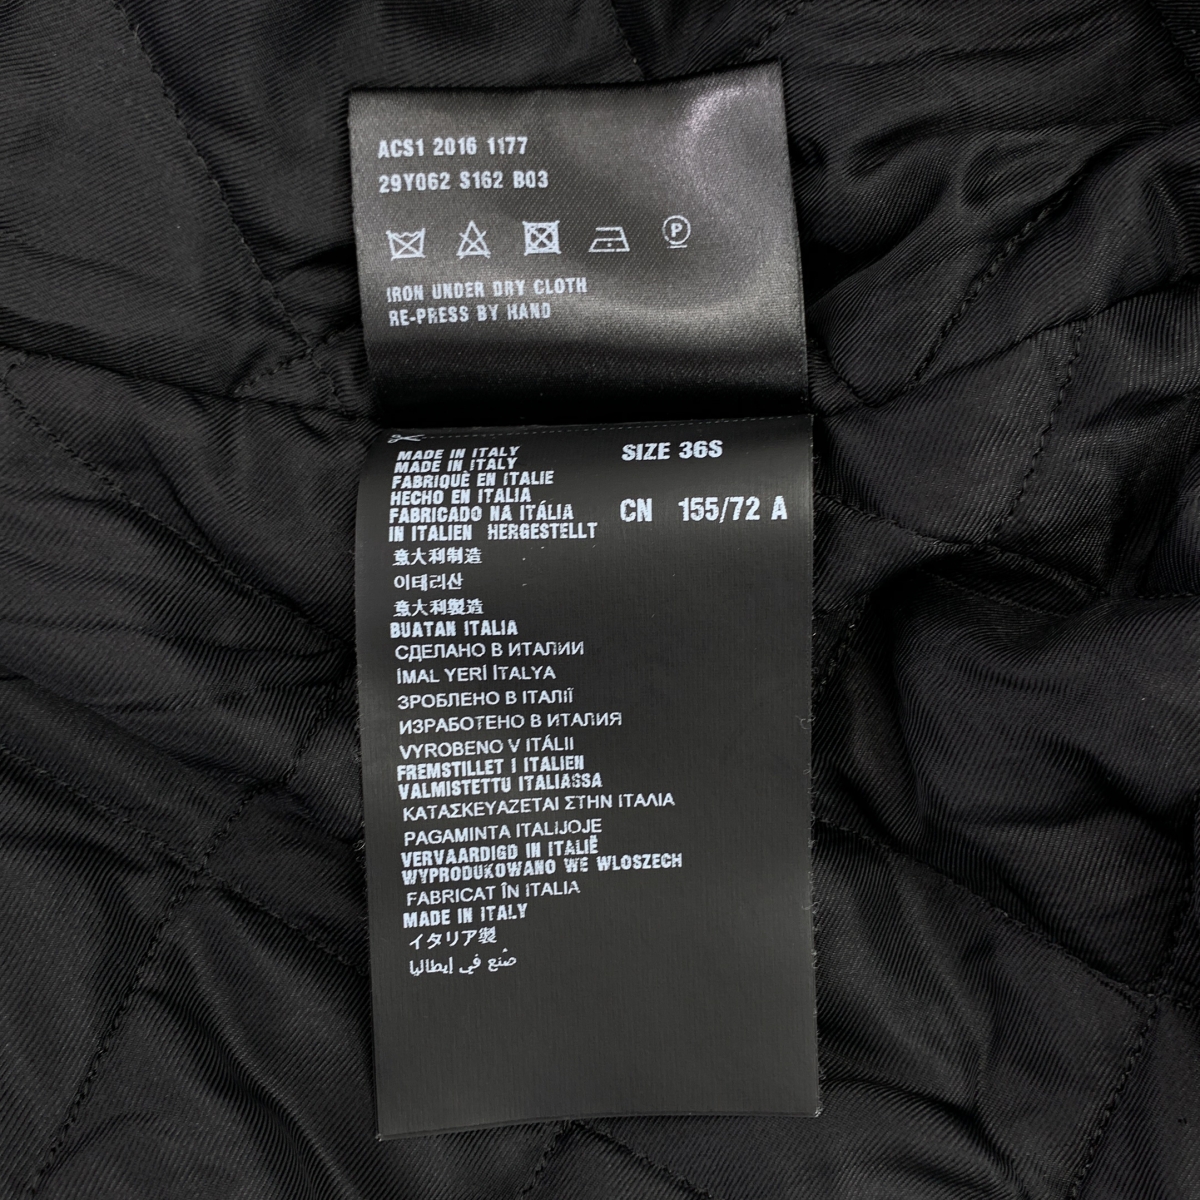 ACS1 2016 1177
29Y062 S162 B03
P
IRON UNDER DRY CLOTH
RE-PRESS BY HAND
SIZE 36S
CN 155/72 A
MADE IN ITALY
MADE IN ITALY
FABRIQUÈ EN ITALIE
HECHO EN ITALIA
FABRICADO NA ITÁLIA
IN ITALIEN HERGESTELLT
意大利制造
이테리산
意大利製造
BUATAN ITALIA
СДЕЛАНО В ИТАЛИИ
İMAL YERİ İTALYA
ЗРОБЛЕНО В ІТАЛІЇ
ИЗРАБОТЕНО В ИТАЛИЯ
VYROBENO V ITÁLII
FREMSTILLET I ITALIEN
VALMISTETTU ITALIASSA
ΚΑΤΑΣΚΕΥΑΖΕΤΑΙ ΣΤΗΝ ΙΤΑΛΙΑ
PAGAMINTA ITALIJOJE
VERVAARDIGD IN ITALIË
WYPRODUKOWANO WE WLOSZECH
FABRICAT ÎN ITALIA
MADE IN ITALY
イタリア製
صُنع في إيطاليا